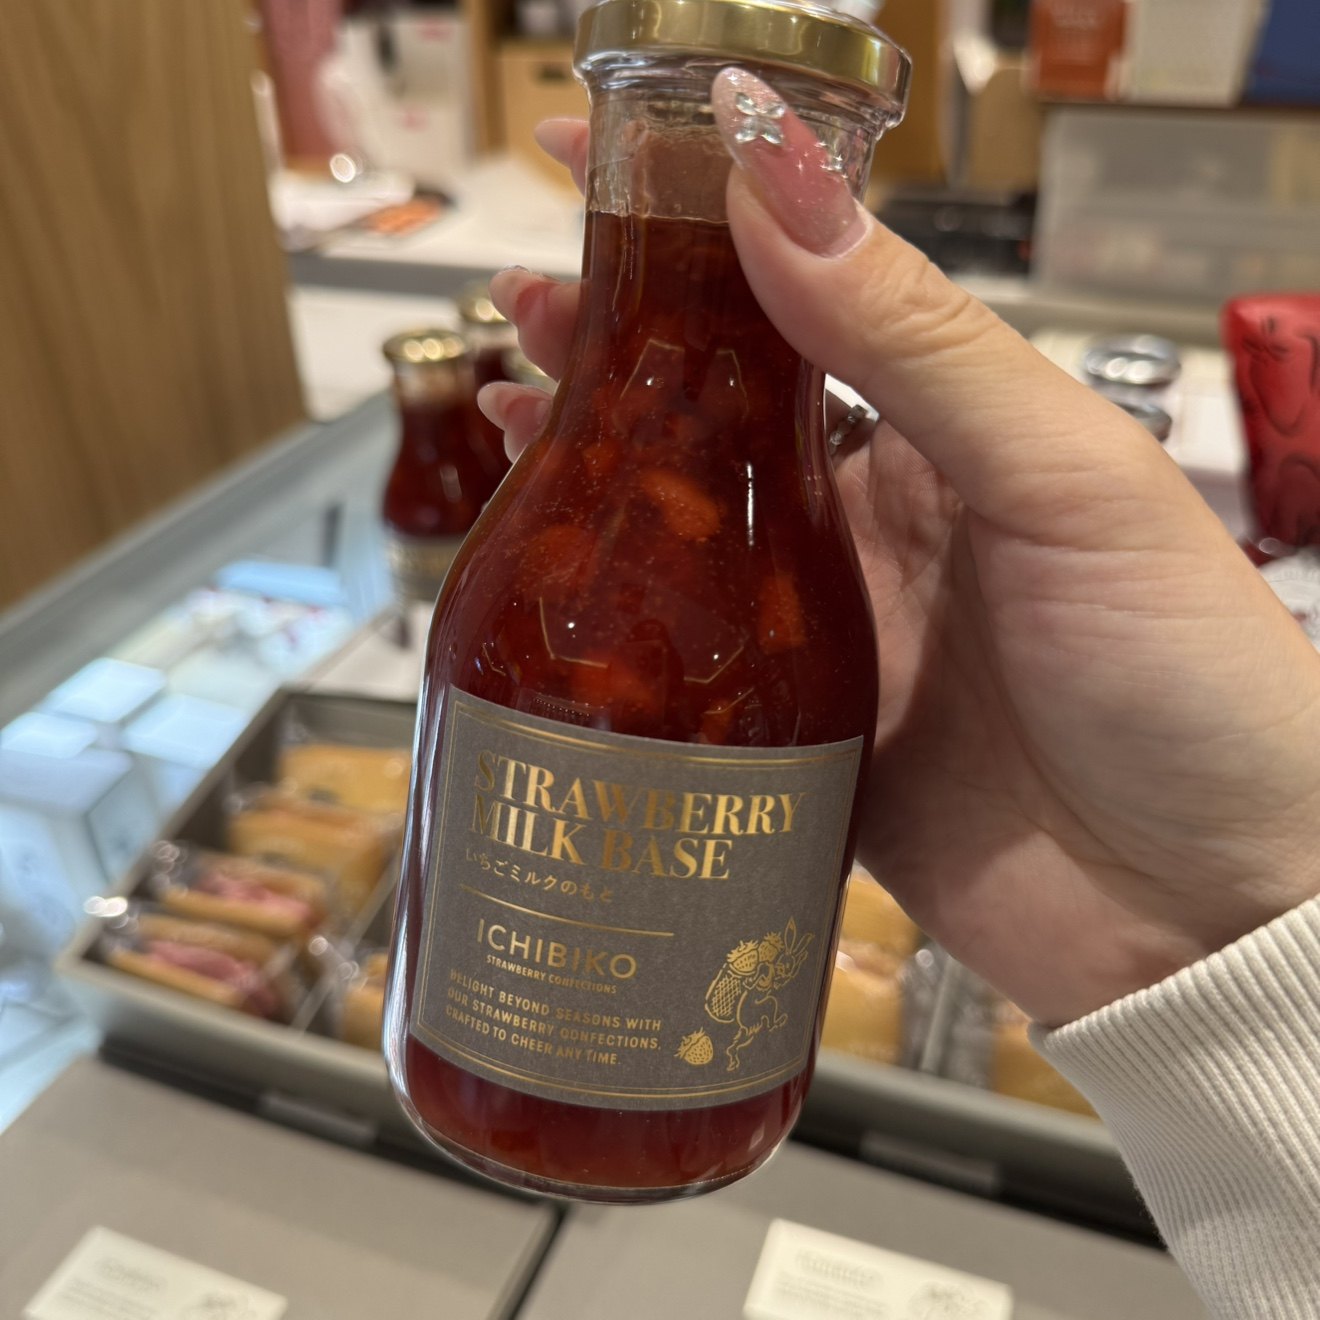 STRAWBERRY
MILK BASE
いちごミルクのもと
ICHIBIKO
STRAWBERRY CONFECTIONS
DELIGHT BEYOND SEASONS WITH
OUR STRAWBERRY CONFECTIONS,
CRAFTED TO CHEER ANY TIME.